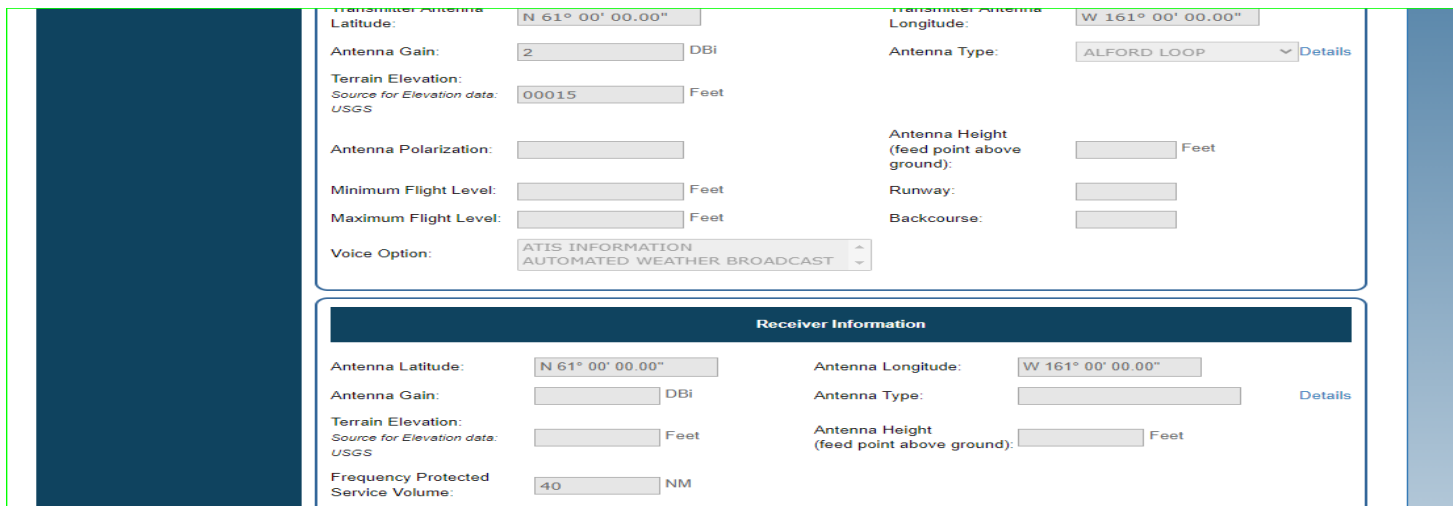 Transmitter Antenna
Latitude: N 61° 00' 00.00" Transmitter Antenna
Longitude: W 161° 00' 00.00"
Antenna Gain: 2 DBi Antenna Type: ALFORD LOOP Details
Terrain Elevation:
Source for Elevation data:
USGS
00015 Feet
Antenna Polarization:
Antenna Height
(feed point above
ground):
Feet
Minimum Flight Level: Feet Runway:
Maximum Flight Level: Feet Backcourse:
Voice Option:
ATIS INFORMATION
AUTOMATED WEATHER BROADCAST
Receiver Information
Antenna Latitude: N 61° 00' 00.00" Antenna Longitude: W 161° 00' 00.00"
Antenna Gain: DBi Antenna Type: Details
Terrain Elevation:
Source for Elevation data:
USGS
Feet
Antenna Height
(feed point above ground):
Feet
Frequency Protected
Service Volume:
40 NM